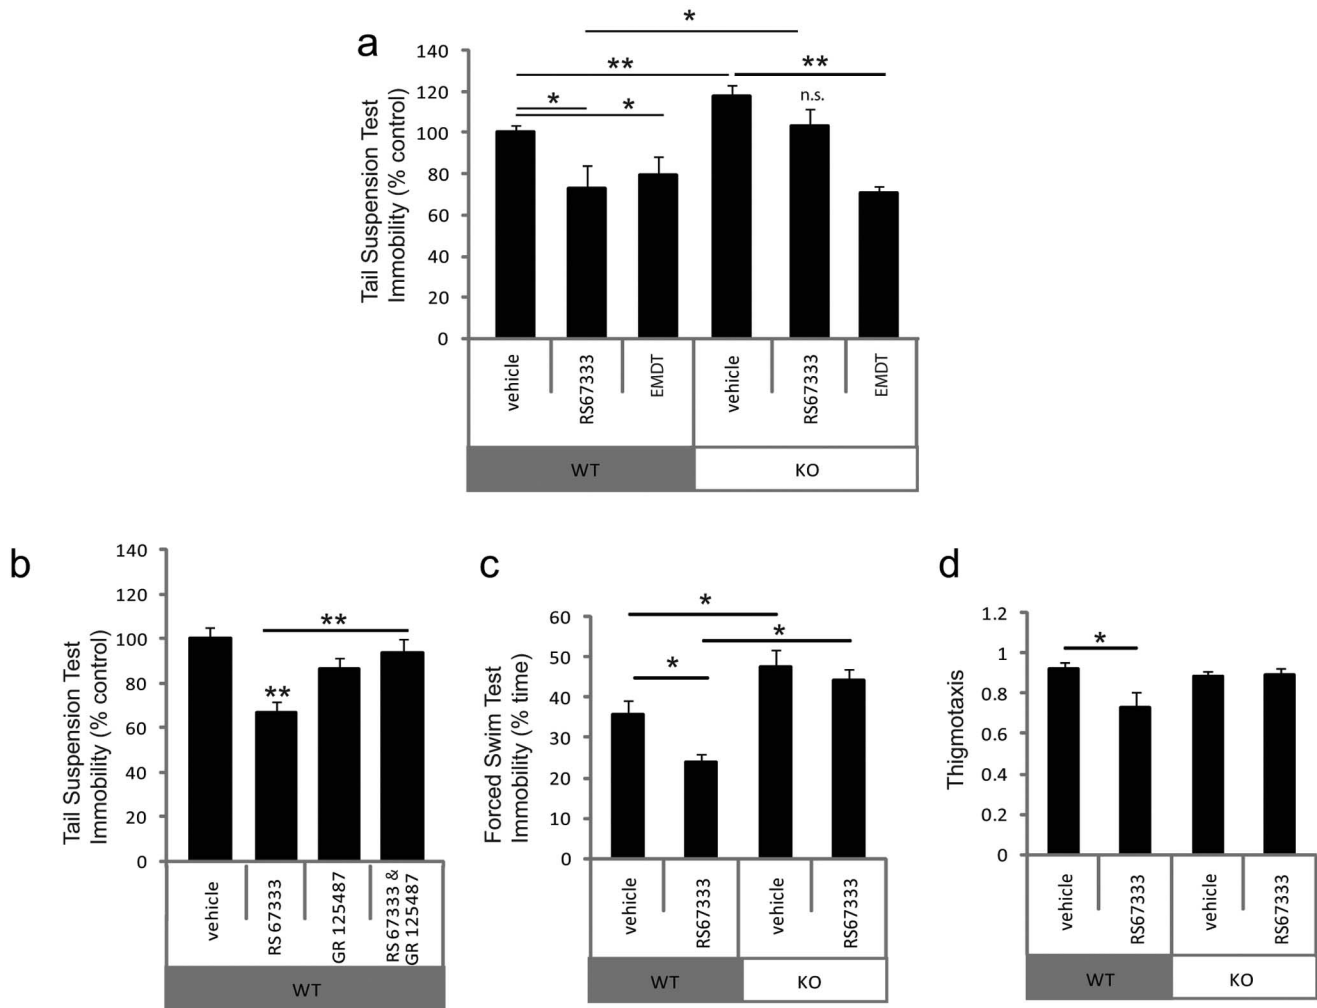 a
*
**
**
*
*
n.s.
Tail Suspension Test
Immobility (% control)
140
120
100
80
60
40
20
0
vehicle
RS67333
EMDT
vehicle
RS67333
EMDT
WT
KO
b
Tail Suspension Test
Immobility (% control)
140
120
100
80
60
40
20
0
**
**
vehicle
RS 67333
GR 125487
RS 67333 &
GR 125487
WT
c
Forced Swim Test
Immobility (% time)
60
50
40
30
20
10
0
*
*
*
vehicle
RS67333
vehicle
RS67333
WT
KO
d
Thigmotaxis
1.2
1
0.8
0.6
0.4
0.2
0
*
vehicle
RS67333
vehicle
RS67333
WT
KO